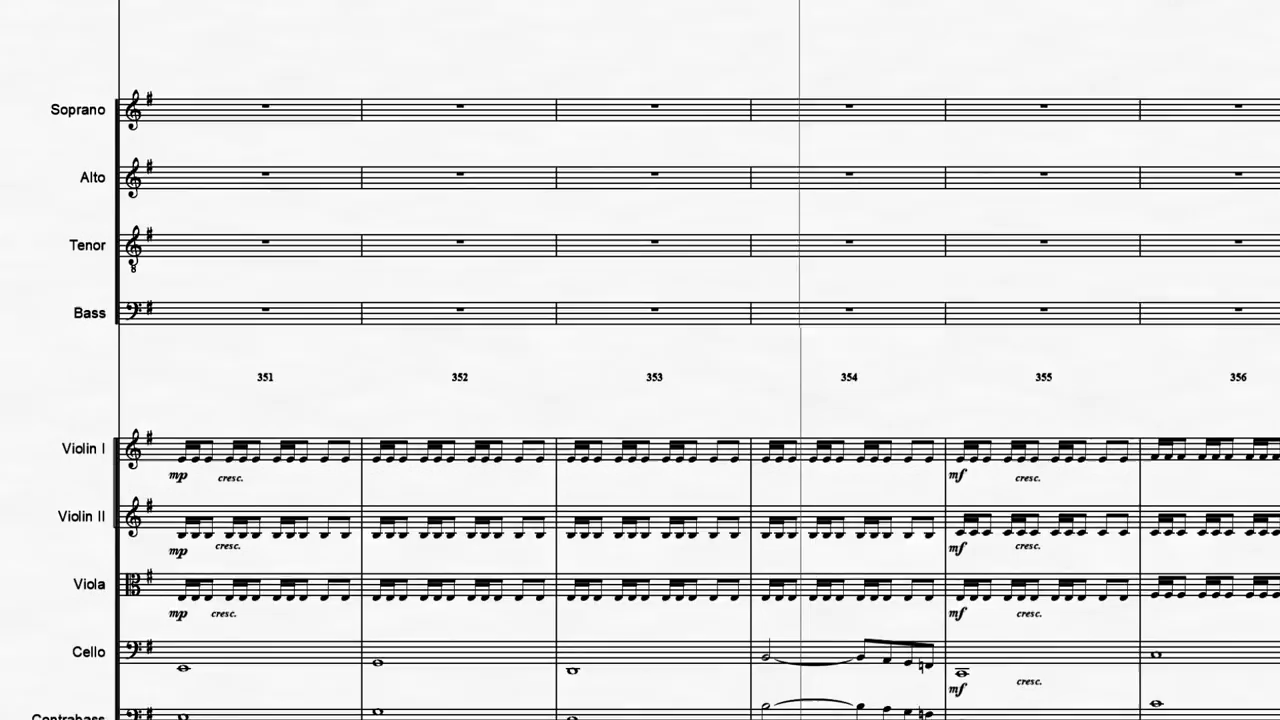 Soprano
Alto
Tenor
8
Bass
351 352 353 354 355 356
Violin I
mp cresc. mf cresc.
Violin II
mp cresc. mf cresc.
Viola
mp cresc. mf cresc.
Cello
mf cresc.
Contrabass